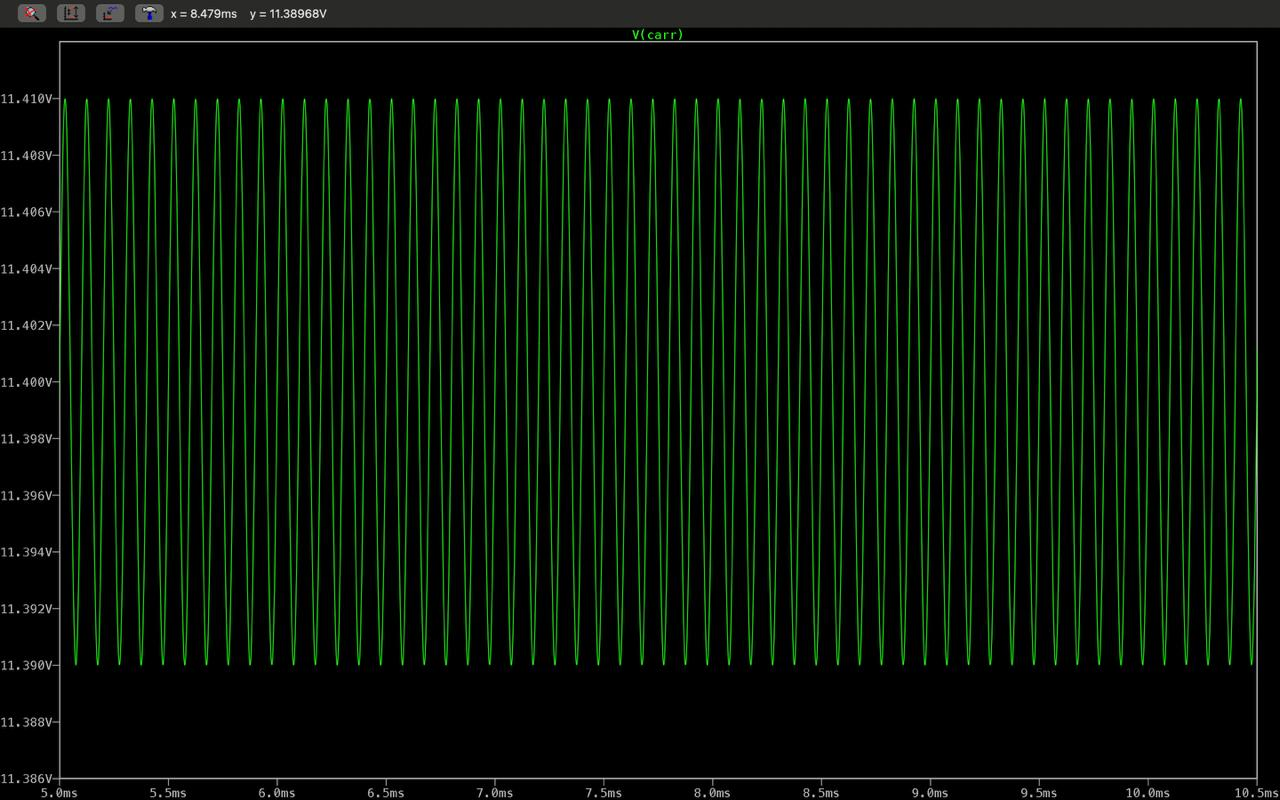 x = 8.479ms y = 11.38968V
V(carr)
11.410V
11.408V
11.406V
11.404V
11.402V
11.400V
11.398V
11.396V
11.394V
11.392V
11.390V
11.388V
11.386V
5.0ms 5.5ms 6.0ms 6.5ms 7.0ms 7.5ms 8.0ms 8.5ms 9.0ms 9.5ms 10.0ms 10.5ms